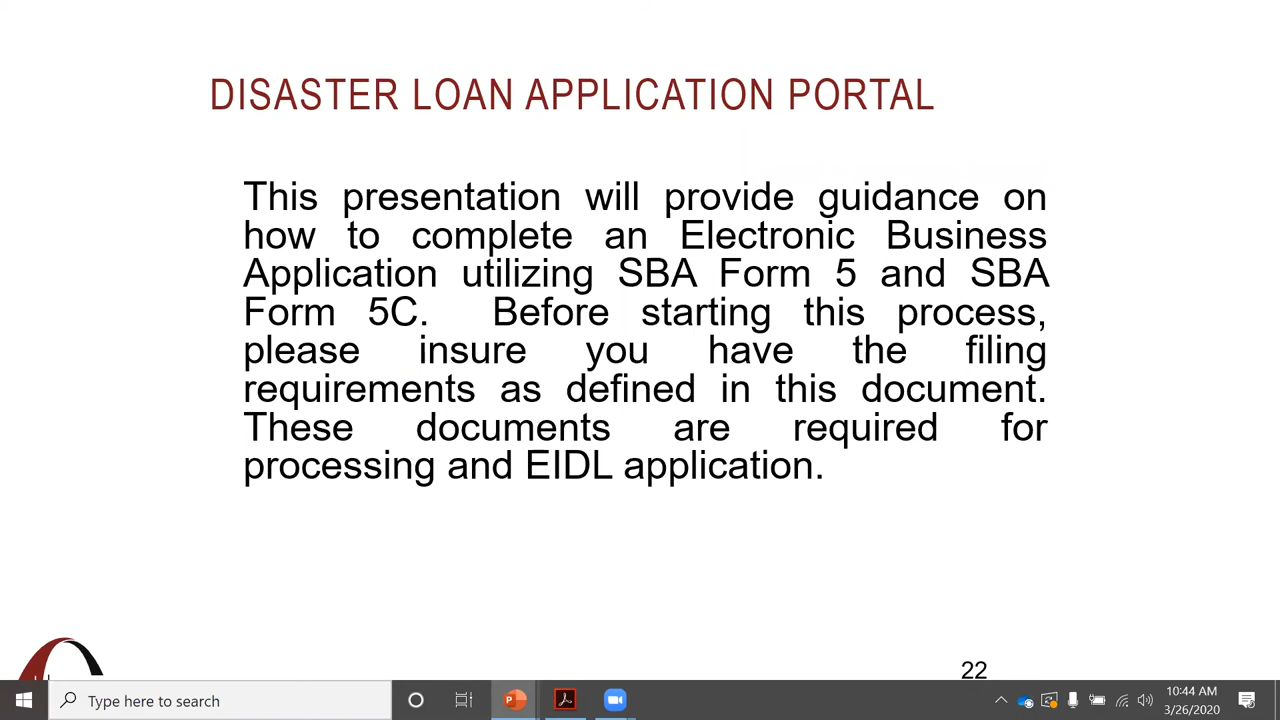 DISASTER LOAN APPLICATION PORTAL
This presentation will provide guidance on
how to complete an Electronic Business
Application utilizing SBA Form 5 and SBA
Form 5C. Before starting this process,
please insure you have the filing
requirements as defined in this document.
These documents are required for
processing and EIDL application.
22
Type here to search
10:44 AM
3/26/2020